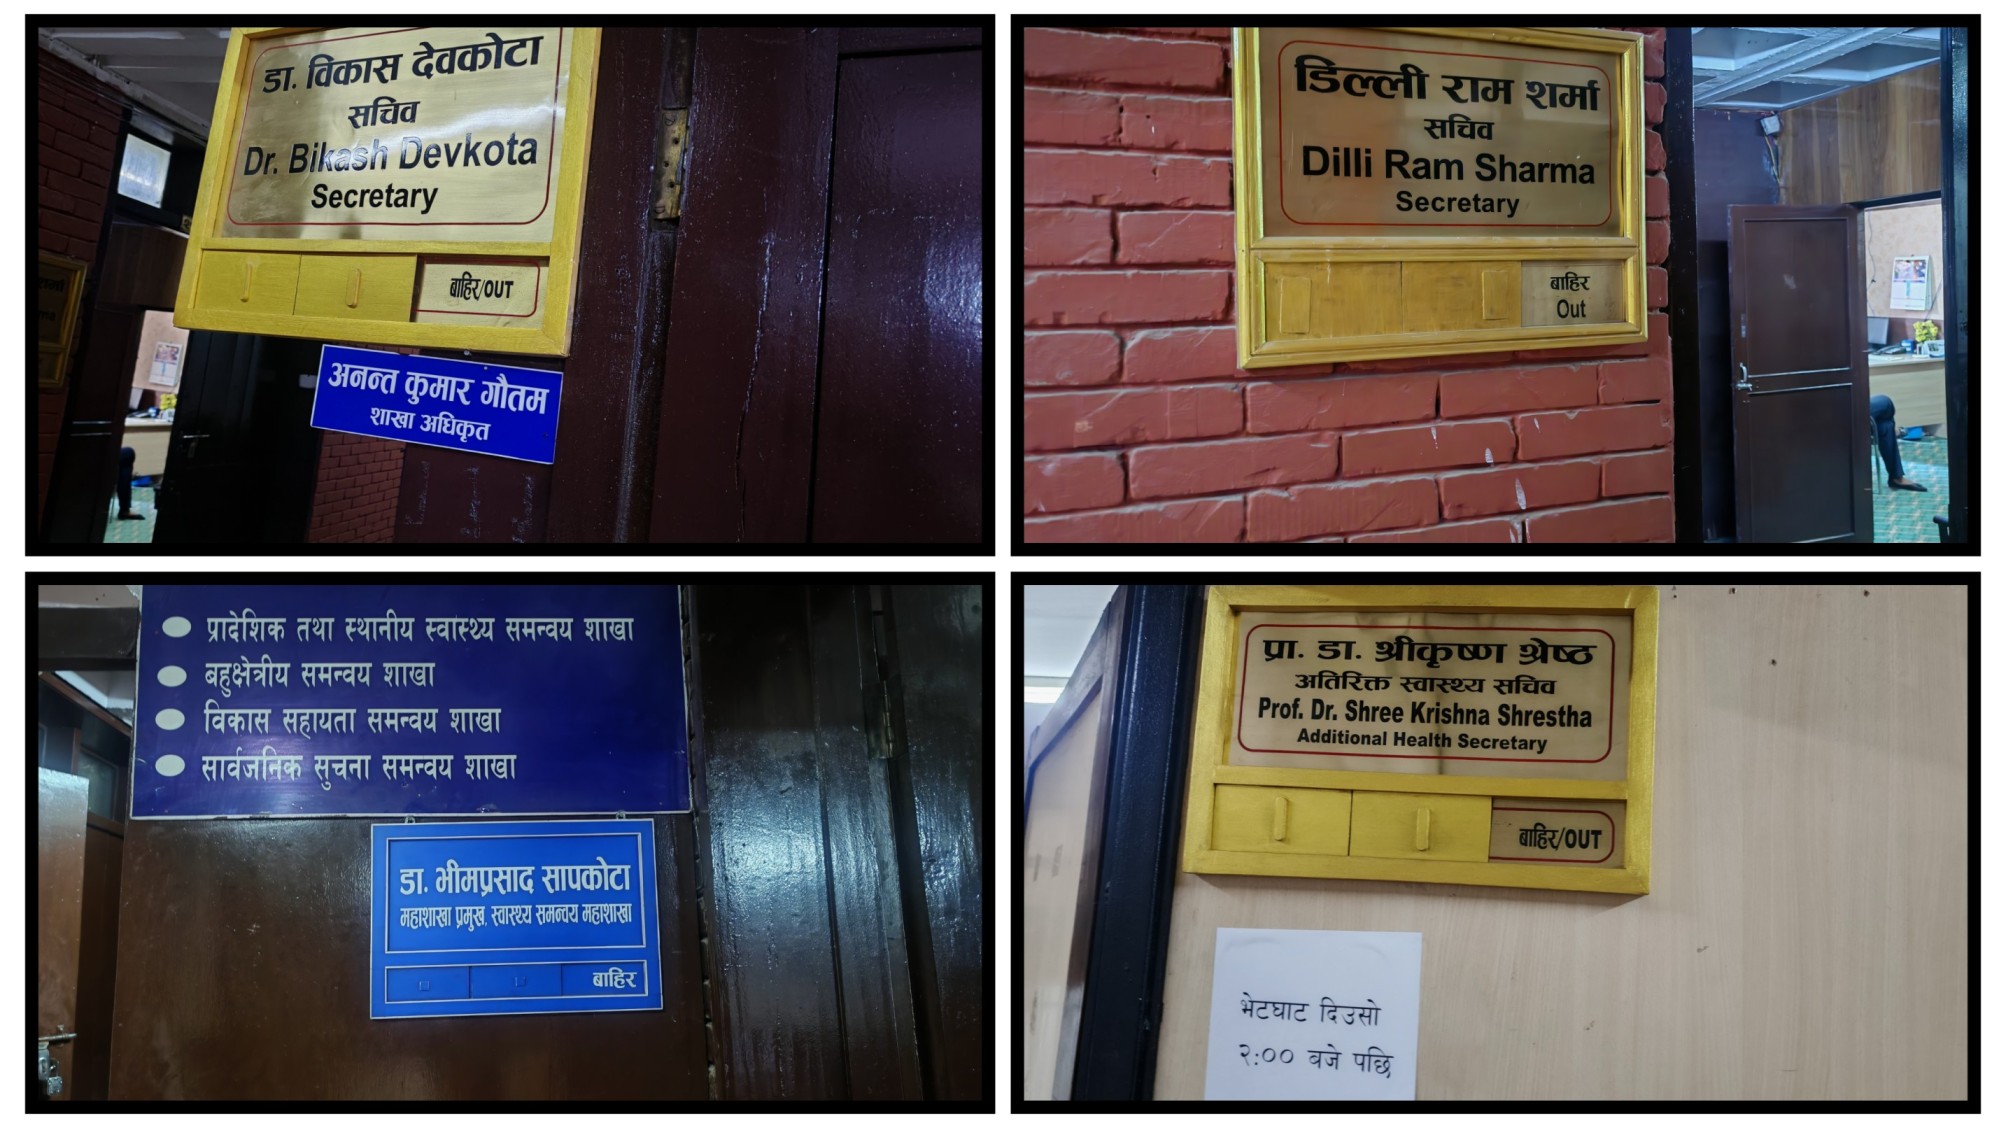 डा. विकास देवकोटा
सचिव
Dr. Bikash Devkota
Secretary
बाहिर/OUT
अनन्त कुमार गौतम
शाखा अधिकृत
डिल्ली राम शर्मा
सचिव
Dilli Ram Sharma
Secretary
बाहिर
Out
प्रादेशिक तथा स्थानीय स्वास्थ्य समन्वय शाखा
बहुक्षेत्रीय समन्वय शाखा
विकास सहायता समन्वय शाखा
सार्वजनिक सुचना समन्वय शाखा
डा. भीमप्रसाद सापकोटा
महाशाखा प्रमुख, स्वास्थ्य समन्वय महाशाखा
बाहिर
प्रा. डा. श्रीकृष्ण श्रेष्ठ
अतिरिक्त स्वास्थ्य सचिव
Prof. Dr. Shree Krishna Shrestha
Additional Health Secretary
बाहिर/OUT
भेटघाट दिउसो
२:०० बजे पछि